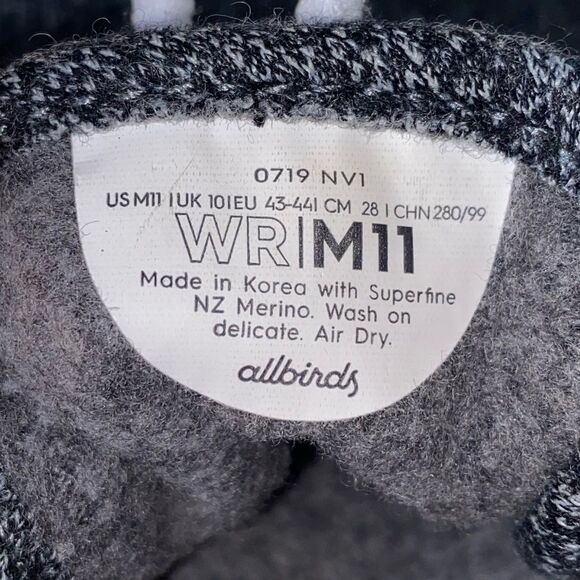 0719 NV1
US M11 | UK 10 | EU 43-44 | CM 28 | CHN 280/99
WR|M11
Made in Korea with Superfine
NZ Merino. Wash on
delicate. Air Dry.
allbirds